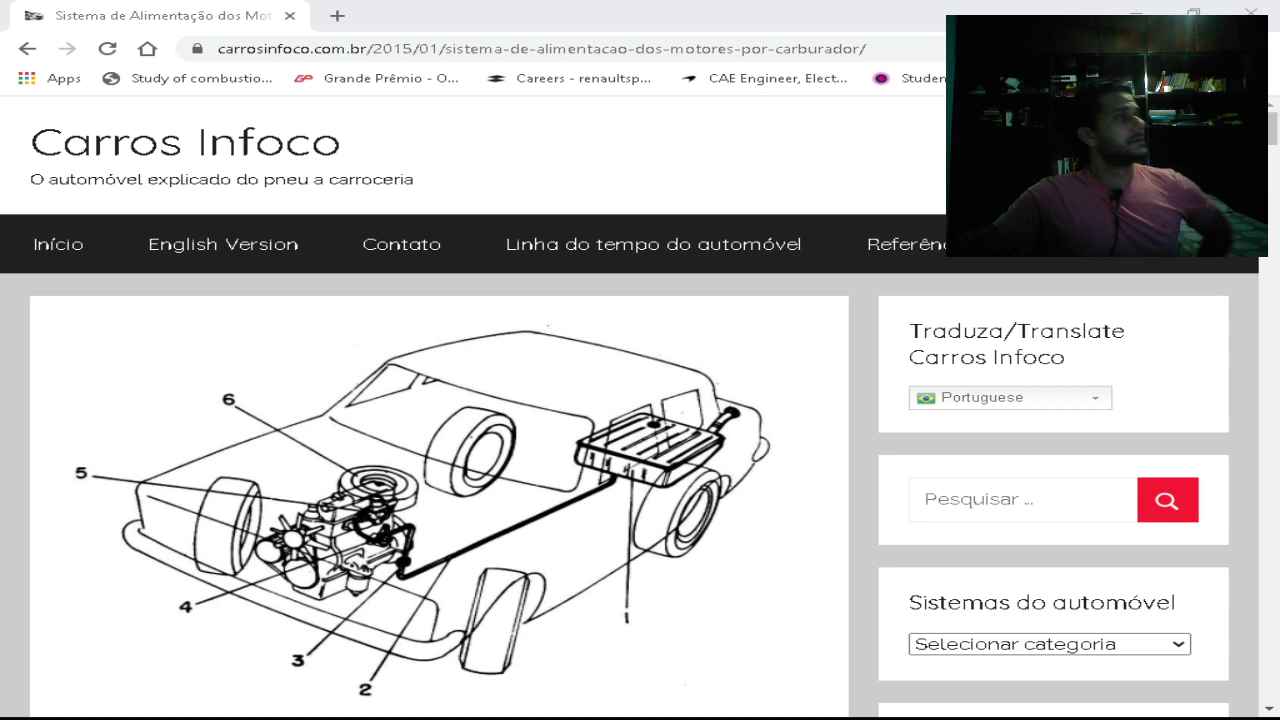 Sistema de Alimentação dos Mot
carrosinfoco.com.br/2015/01/sistema-de-alimentacao-dos-motores-por-carburador/
Apps Study of combustio... Grande Prêmio - O... Careers - renaultsp... CAE Engineer, Elect... Studen
Carros Infoco
O automóvel explicado do pneu a carroceria
Início English Version Contato Linha do tempo do automóvel Referênc
Traduza/Translate
Carros Infoco
Portuguese
Pesquisar ...
Sistemas do automóvel
Selecionar categoria
6
5
4
3
2
1